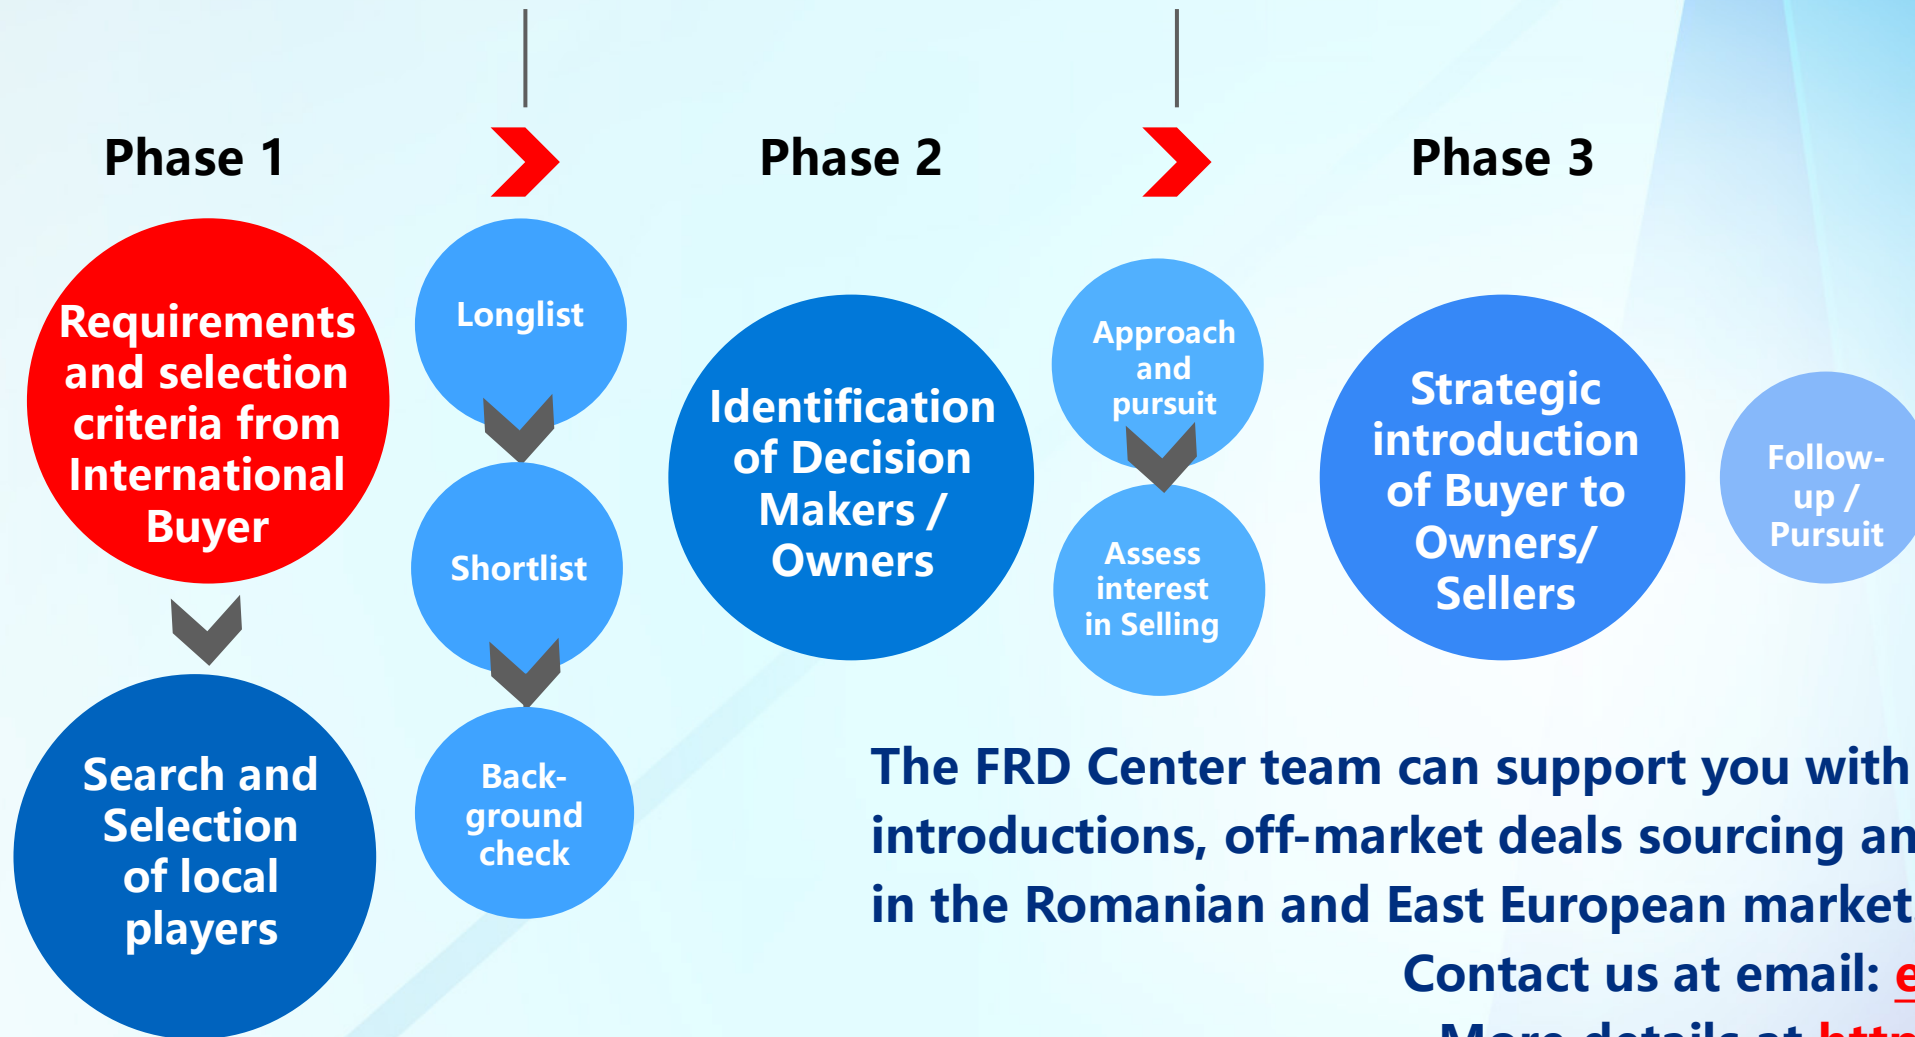 Phase 1
Requirements
and selection
criteria from
International
Buyer
Search and
Selection
of local
players
Longlist
Shortlist
Back-
ground
check
Phase 2
Identification
of Decision
Makers /
Owners
Approach
and
pursuit
Assess
interest
in Selling
Phase 3
Strategic
introduction
of Buyer to
Owners/
Sellers
Follow-
up /
Pursuit
The FRD Center team can support you with
introductions, off-market deals sourcing
in the Romanian and East European market
Contact us at email:
More details at